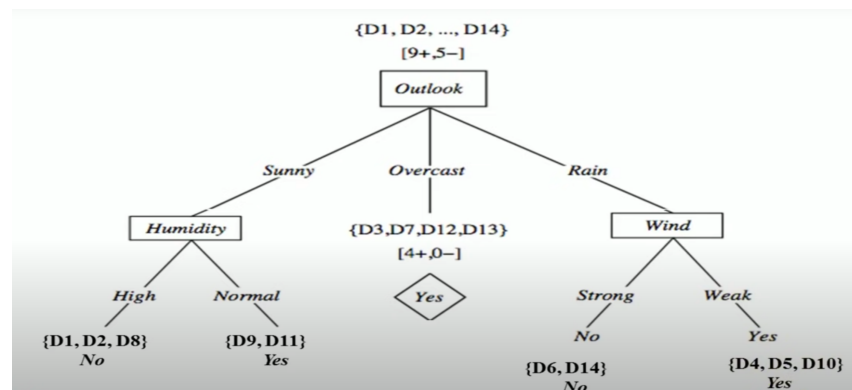 {D1, D2, ..., D14}
[9+,5−]
Outlook
Sunny
Overcast
Rain
Humidity
{D3,D7,D12,D13}
[4+,0−]
Wind
High
Normal
Yes
Strong
Weak
{D1, D2, D8}
No
{D9, D11}
Yes
No
{D6, D14}
No
Yes
{D4, D5, D10}
Yes